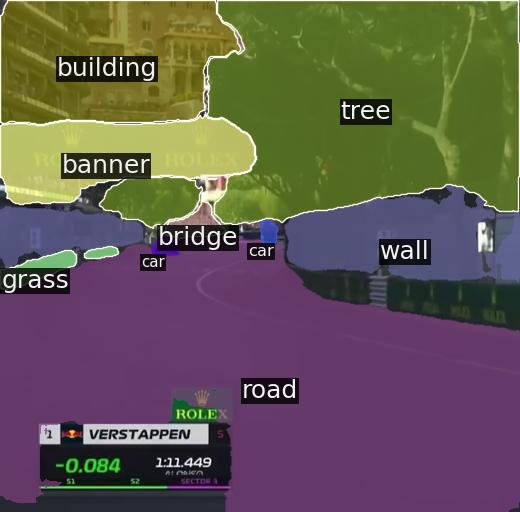 building
tree
ROLEX
banner
bridge
car
car
wall
grass
road
ROLEX
1 VERSTAPPEN S
-0.084 1:11.449
ALONSO
S1 S2 SECTOR 3